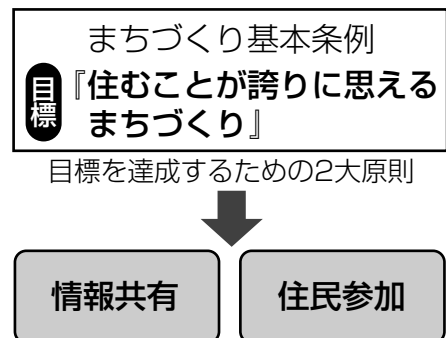 まちづくり基本条例
目標
『住むことが誇りに思える
まちづくり』
目標を達成するための2大原則
情報共有
住民参加